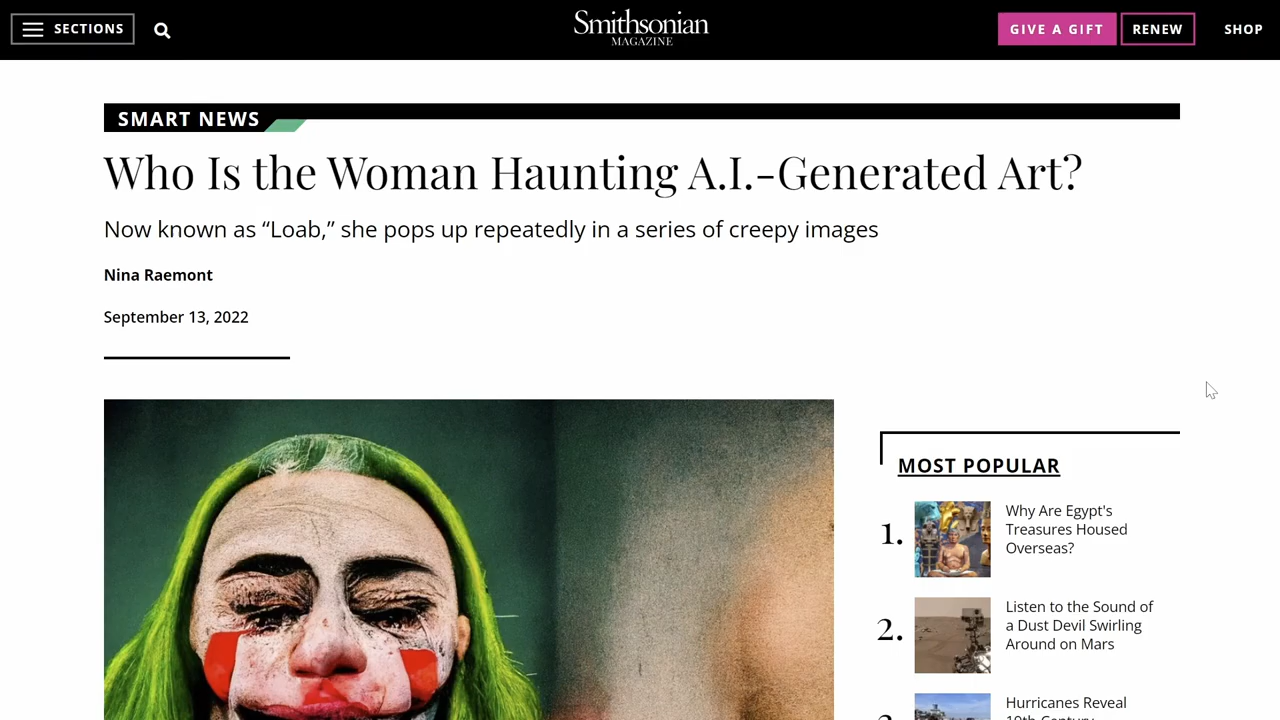 SECTIONS
Smithsonian
MAGAZINE
GIVE A GIFT
RENEW
SHOP
SMART NEWS
Who Is the Woman Haunting A.I.-Generated Art?
Now known as “Loab,” she pops up repeatedly in a series of creepy images
Nina Raemont
September 13, 2022
MOST POPULAR
1.
Why Are Egypt's
Treasures Housed
Overseas?
2.
Listen to the Sound of
a Dust Devil Swirling
Around on Mars
Hurricanes Reveal